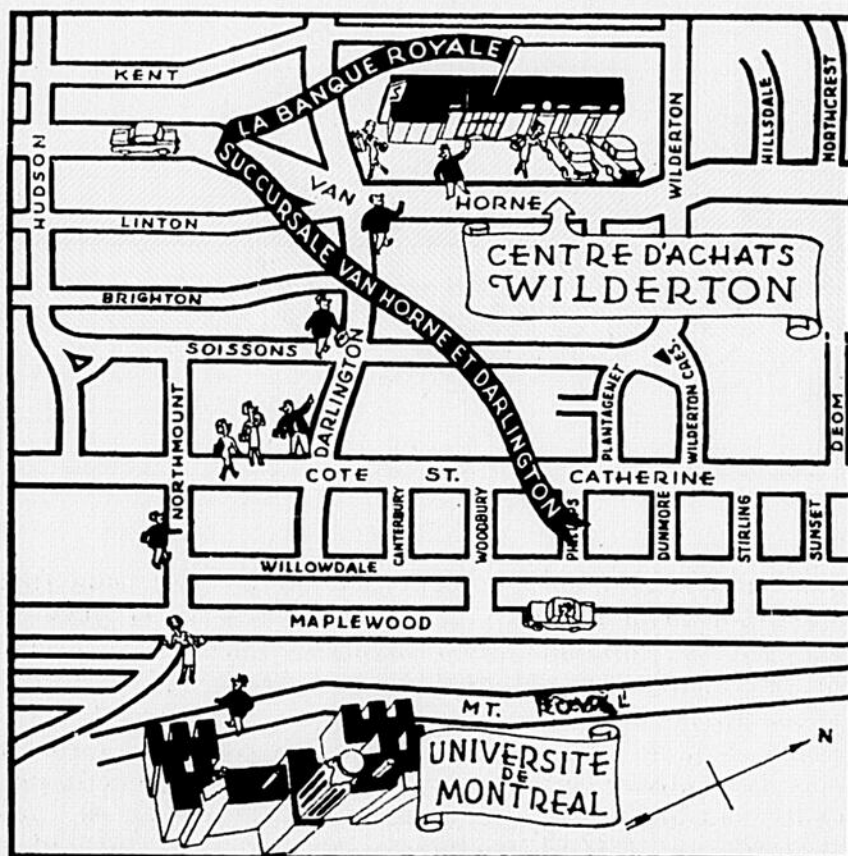 LA BANQUE ROYALE
SUCCURSALE VAN HORNE ET DARLINGTON
KENT
HUDSON
WILDERTON
HILLSDALE
NORTHCREST
VAN HORNE
LINTON
CENTRE D'ACHATS
WILDERTON
BRIGHTON
SOISSONS
DARLINGTON
NORTHMOUNT
PLANTAGENET
WILDERTON CRES.
DEOM
COTE ST. CATHERINE
CANTERBURY
WOODBURY
DUNMORE
STIRLING
SUNSET
WILLOWDALE
MAPLEWOOD
MT.
N
UNIVERSITE
DE
MONTREAL